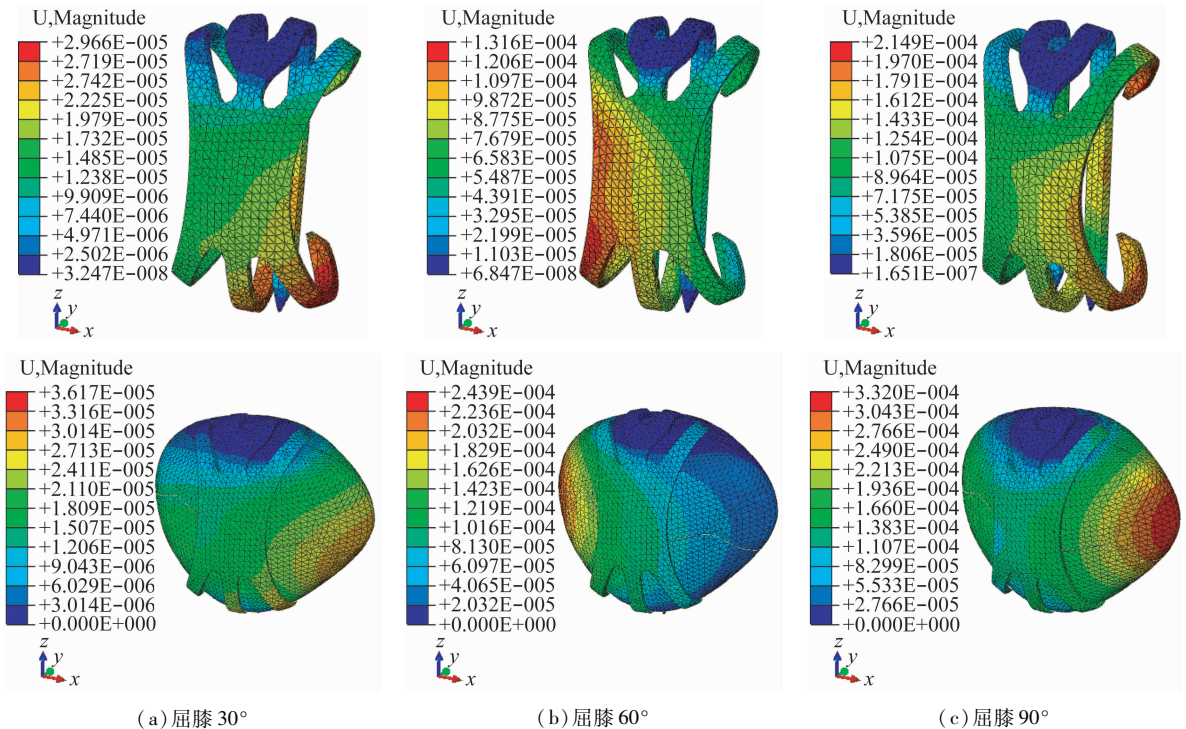 U,Magnitude
+2.966E-005
+2.719E-005
+2.742E-005
+2.225E-005
+1.979E-005
+1.732E-005
+1.485E-005
+1.238E-005
+9.909E-006
+7.440E-006
+4.971E-006
+2.502E-006
+3.247E-008
z
y
x
U,Magnitude
+1.316E-004
+1.206E-004
+1.097E-004
+9.872E-005
+8.775E-005
+7.679E-005
+6.583E-005
+5.487E-005
+4.391E-005
+3.295E-005
+2.199E-005
+1.103E-005
+6.847E-008
z
y
x
U,Magnitude
+2.149E-004
+1.970E-004
+1.791E-004
+1.612E-004
+1.433E-004
+1.254E-004
+1.075E-004
+8.964E-005
+7.175E-005
+5.385E-005
+3.596E-005
+1.806E-005
+1.651E-007
z
y
x
U,Magnitude
+3.617E-005
+3.316E-005
+3.014E-005
+2.713E-005
+2.411E-005
+2.110E-005
+1.809E-005
+1.507E-005
+1.206E-005
+9.043E-006
+6.029E-006
+3.014E-006
+0.000E+000
z
y
x
U,Magnitude
+2.439E-004
+2.236E-004
+2.032E-004
+1.829E-004
+1.626E-004
+1.423E-004
+1.219E-004
+1.016E-004
+8.130E-005
+6.097E-005
+4.065E-005
+2.032E-005
+0.000E+000
z
y
x
U,Magnitude
+3.320E-004
+3.043E-004
+2.766E-004
+2.490E-004
+2.213E-004
+1.936E-004
+1.660E-004
+1.383E-004
+1.107E-004
+8.299E-005
+5.533E-005
+2.766E-005
+0.000E+000
z
y
x
(a)屈膝 30°
(b)屈膝 60°
(c)屈膝 90°